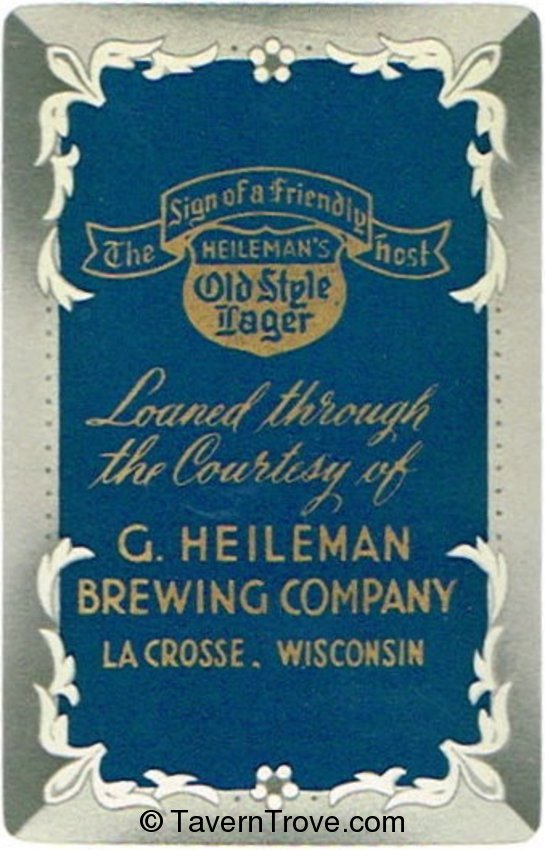 The Sign of a Friendly host
HEILEMAN'S
Old Style
Lager
Loaned through
the Courtesy of
G. HEILEMAN
BREWING COMPANY
LA CROSSE. WISCONSIN
© TavernTrove.com